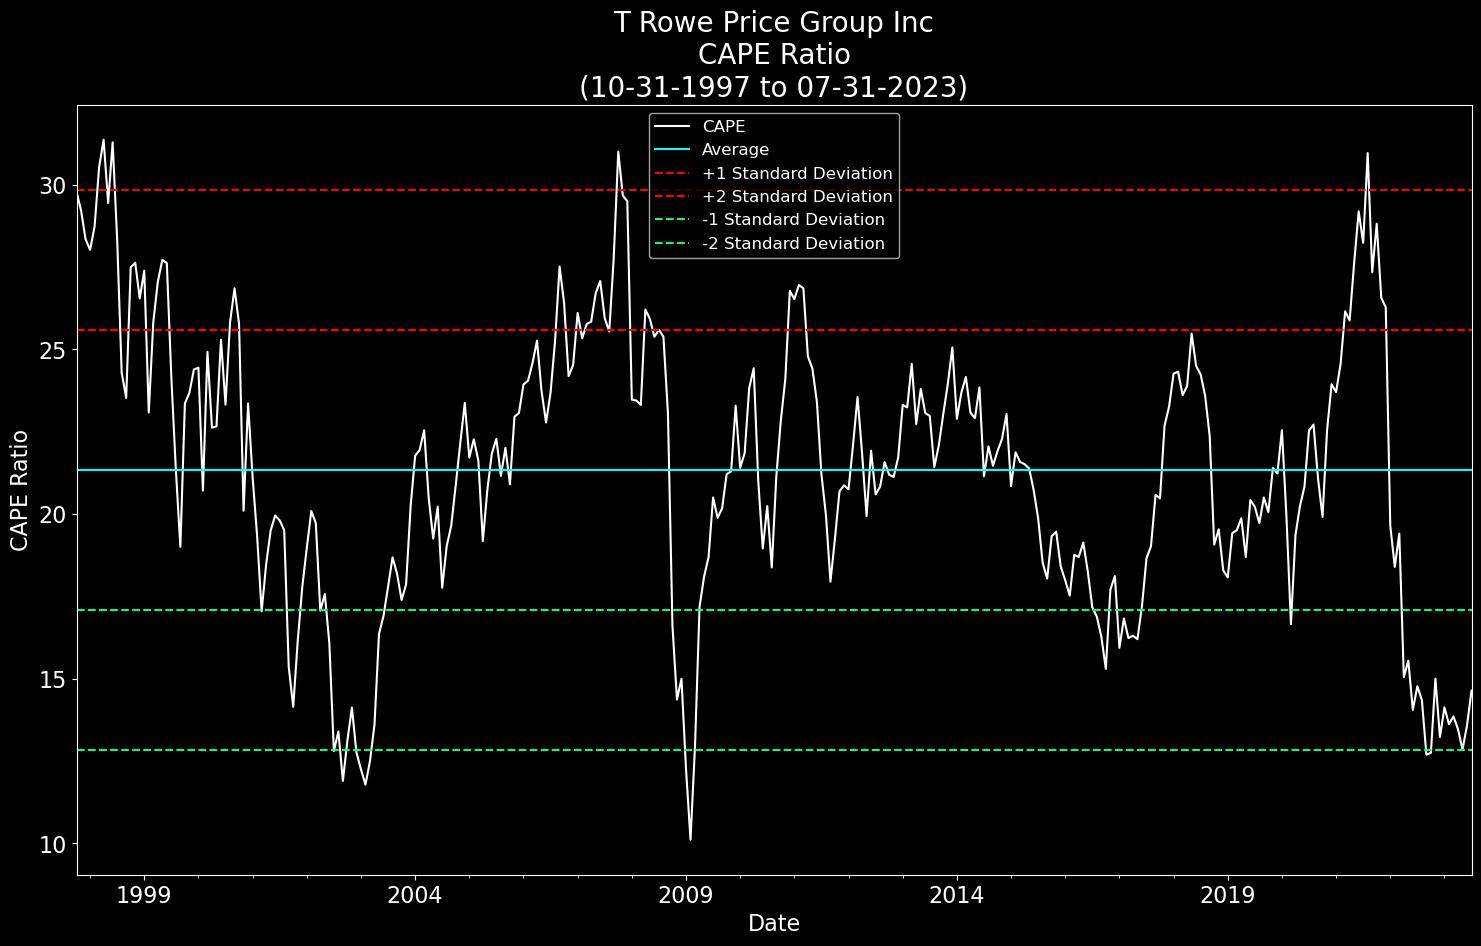 T Rowe Price Group Inc
CAPE Ratio
(10-31-1997 to 07-31-2023)
CAPE
Average
+1 Standard Deviation
+2 Standard Deviation
-1 Standard Deviation
-2 Standard Deviation
CAPE Ratio
30
25
20
15
10
1999 2004 2009 2014 2019
Date